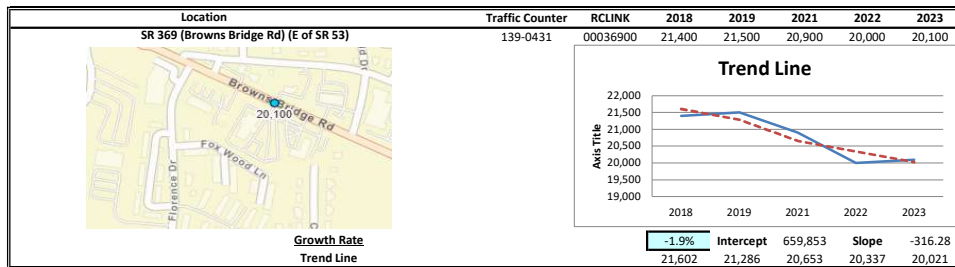 Location Traffic Counter RCLINK 2018 2019 2021 2022 2023
SR 369 (Browns Bridge Rd) (E of SR 53) 139-0431 00036900 21,400 21,500 20,900 20,000 20,100
Trend Line
Browns Bridge Rd
20,100
Fox Wood Ln
Florence Dr
Axis Title
22,000
21,500
21,000
20,500
20,000
19,500
19,000
2018 2019 2021 2022 2023
Growth Rate -1.9% Intercept 659,853 Slope -316.28
Trend Line 21,602 21,286 20,653 20,337 20,021